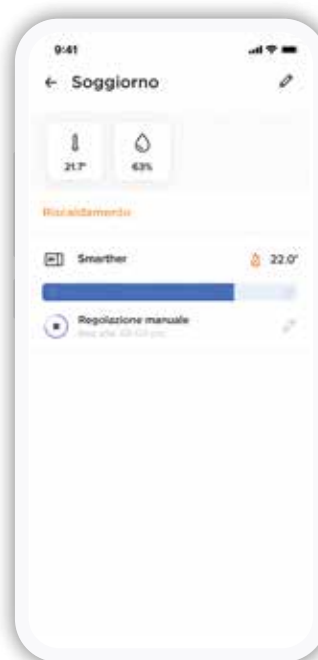 9:41
Soggiorno
21.7° 63%
Riscaldamento
Smarther 22.0°
Regolazione manuale